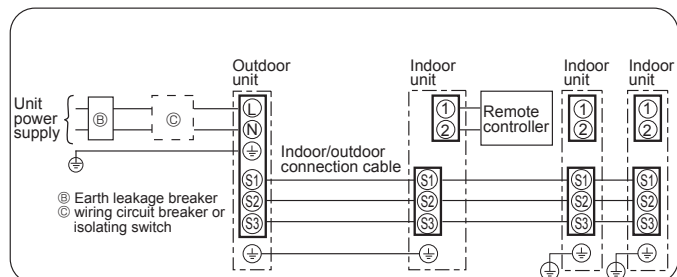 Outdoor
unit
Indoor
unit
Indoor
unit
Indoor
unit
Unit
power
supply
Ⓑ
Ⓒ
L
N
1
2
Remote
controller
1
2
1
2
Indoor/outdoor
connection cable
Ⓑ Earth leakage breaker
Ⓒ wiring circuit breaker or
isolating switch
S1
S2
S3
S1
S2
S3
S1
S2
S3
S1
S2
S3